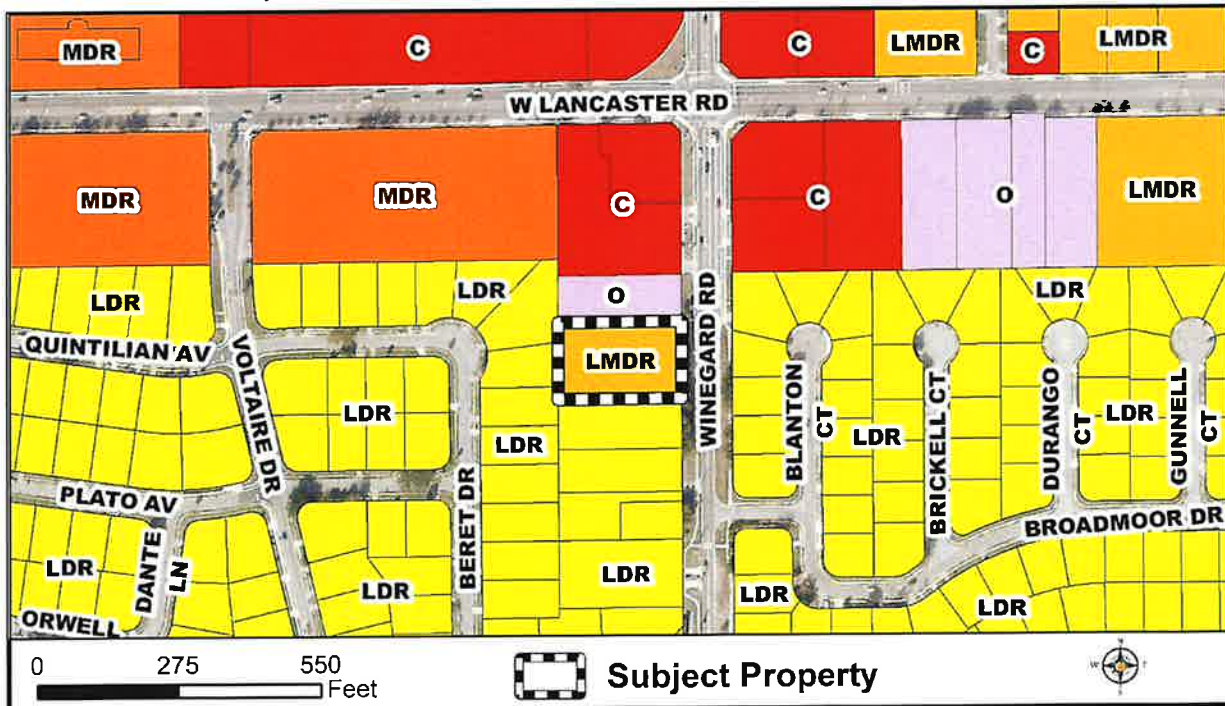 MDR
C
C
LMDR
C
LMDR
W LANCASTER RD
MDR
MDR
C
C
O
LMDR
LDR
LDR
O
LDR
QUINTILIAN AV
VOLTAIRE DR
LMDR
WINEGARD RD
BLANTON CT
BRICKELL CT
DURANGO CT
GUNNELL CT
LDR
LDR
LDR
LDR
PLATO AV
BERET DR
BROADMOOR DR
DANTE LN
LDR
LDR
LDR
LDR
LDR
ORWELL
0 275 550
Feet
Subject Property
N
W